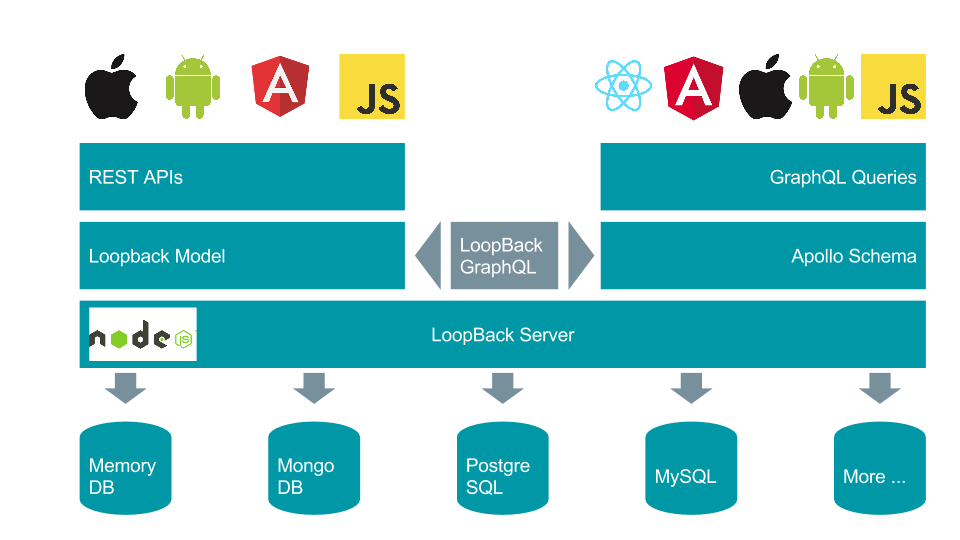 A
JS
A
JS
REST APIs
GraphQL Queries
Loopback Model
LoopBack
GraphQL
Apollo Schema
node
JS
LoopBack Server
Memory
DB
Mongo
DB
Postgre
SQL
MySQL
More ...